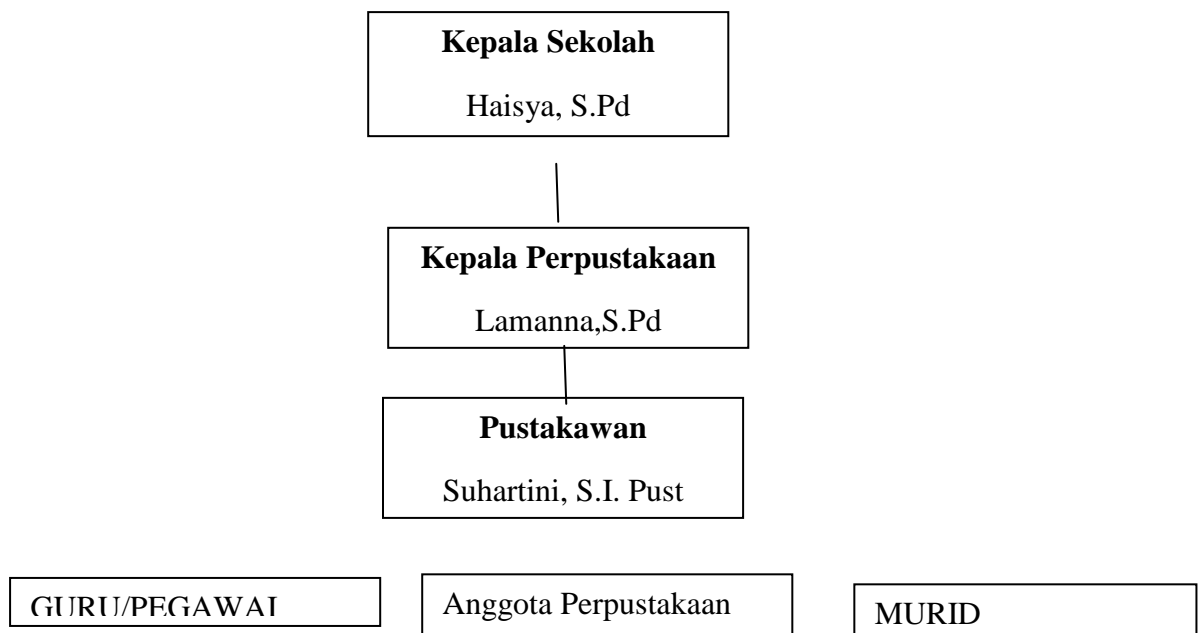 Kepala Sekolah
Haisya, S.Pd
Kepala Perpustakaan
Lamanna,S.Pd
Pustakawan
Suhartini, S.I. Pust
GURU/PEGAWAI
Anggota Perpustakaan
MURID